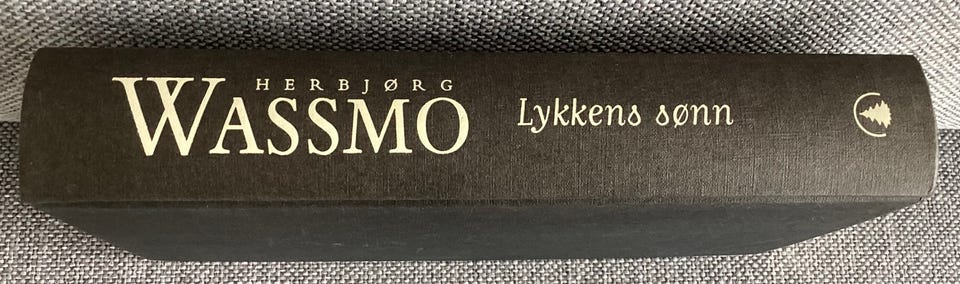 HERBJØRG
WASSMO
Lykkens sønn